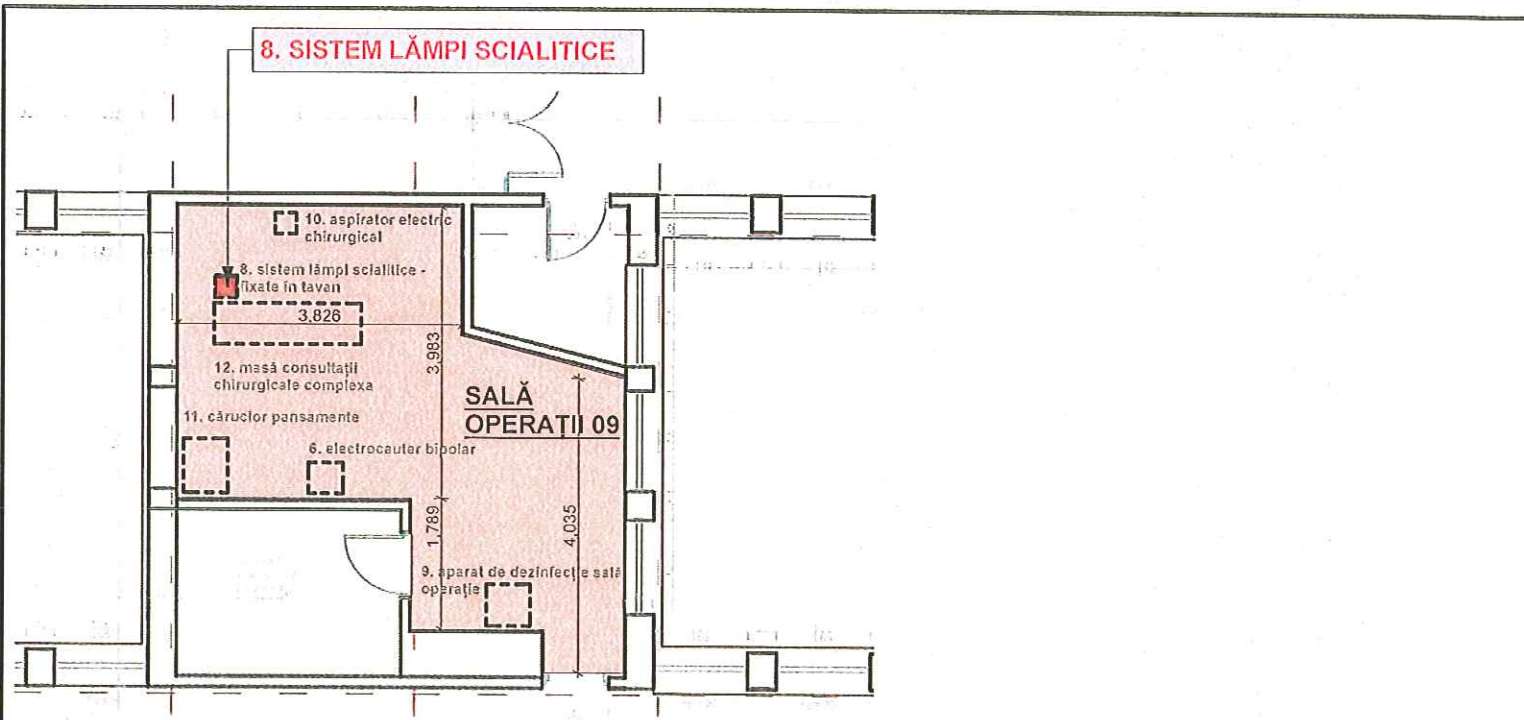 8. SISTEM LĂMPI SCIALITICE
10. aspirator electric
chirurgical
8. sistem lămpi scialitice -
fixate în tavan
3,826
3,983
12. masă consultații
chirurgicale complexa
SALĂ
OPERAȚII 09
11. cărucior pansamente
6. electrocauter bipolar
1,789
4,035
9. aparat de dezinfecție sală
operație